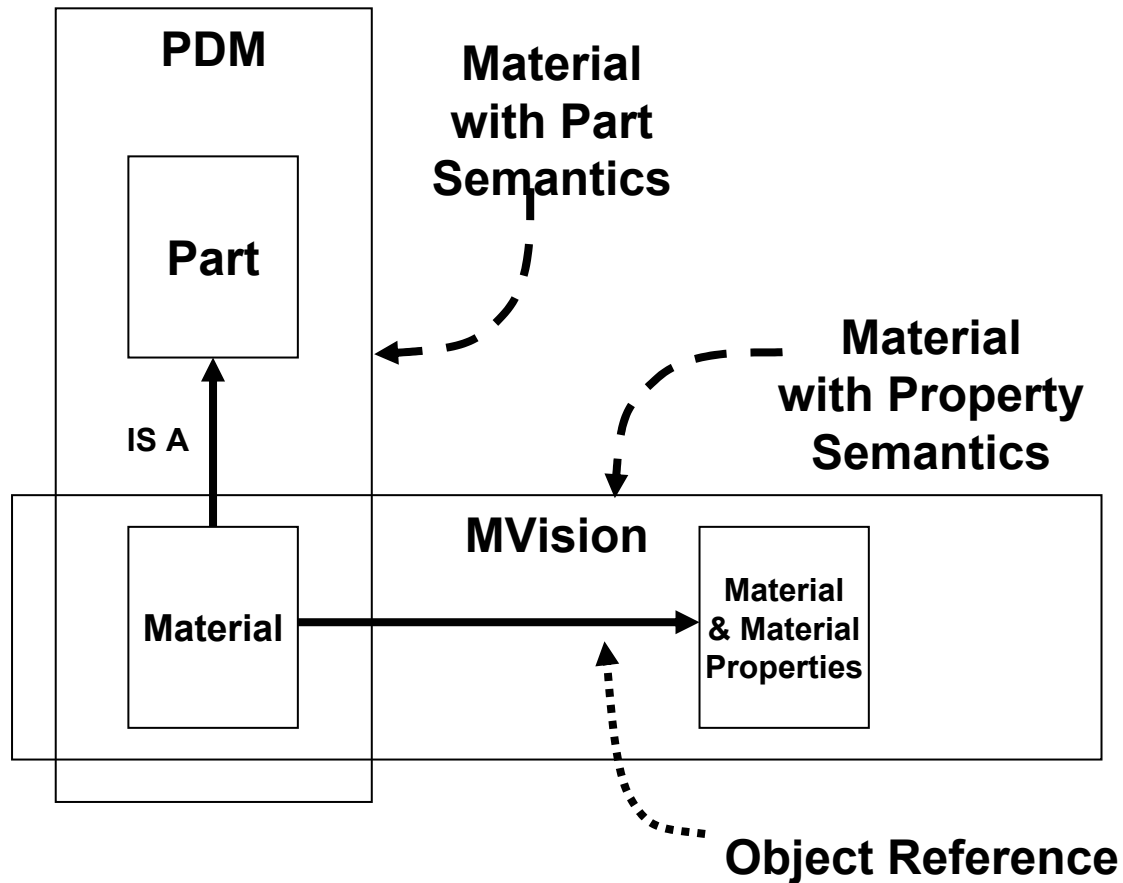 PDM
Material
with Part
Semantics
Part
Material
with Property
Semantics
IS A
MVision
Material
Material
& Material
Properties
Object Reference